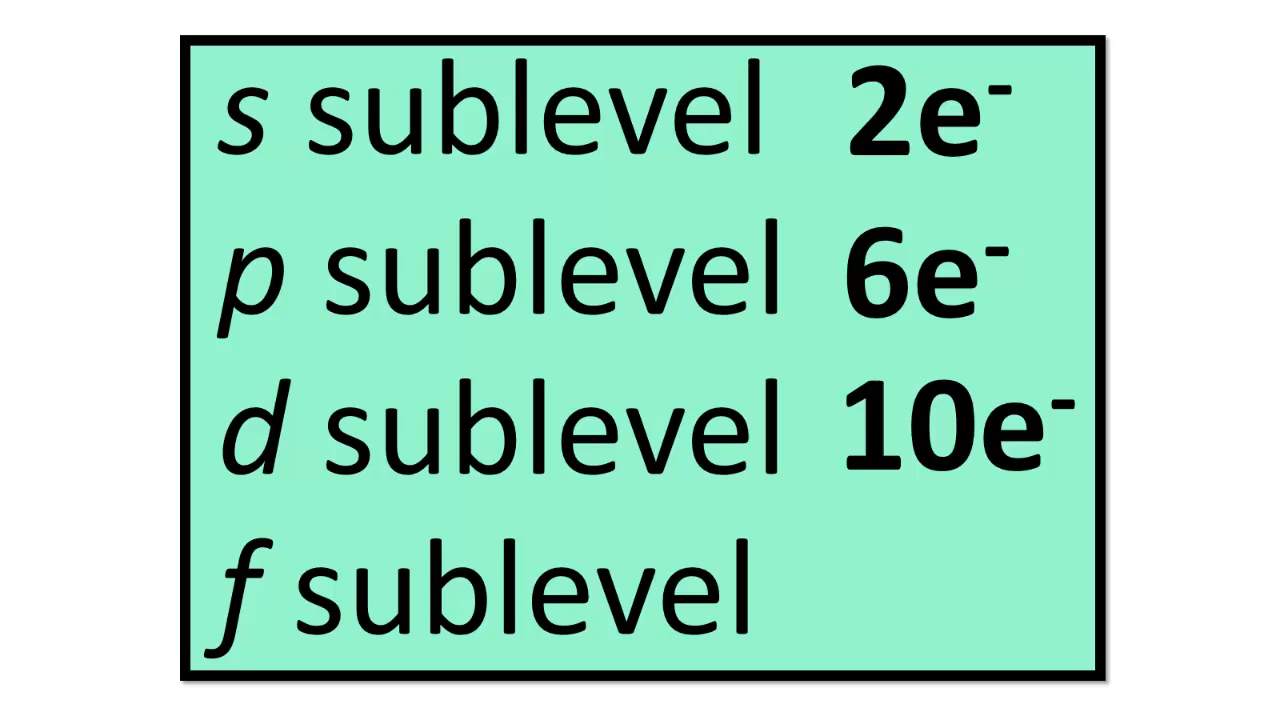 s sublevel 2e⁻
p sublevel 6e⁻
d sublevel 10e⁻
f sublevel